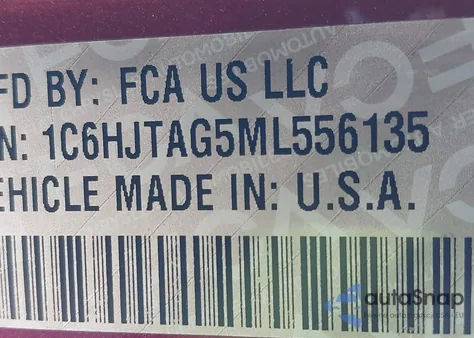 FD BY: FCA US LLC
N: 1C6HJTAG5ML556135
EHICLE MADE IN: U.S.A.
autoSnap